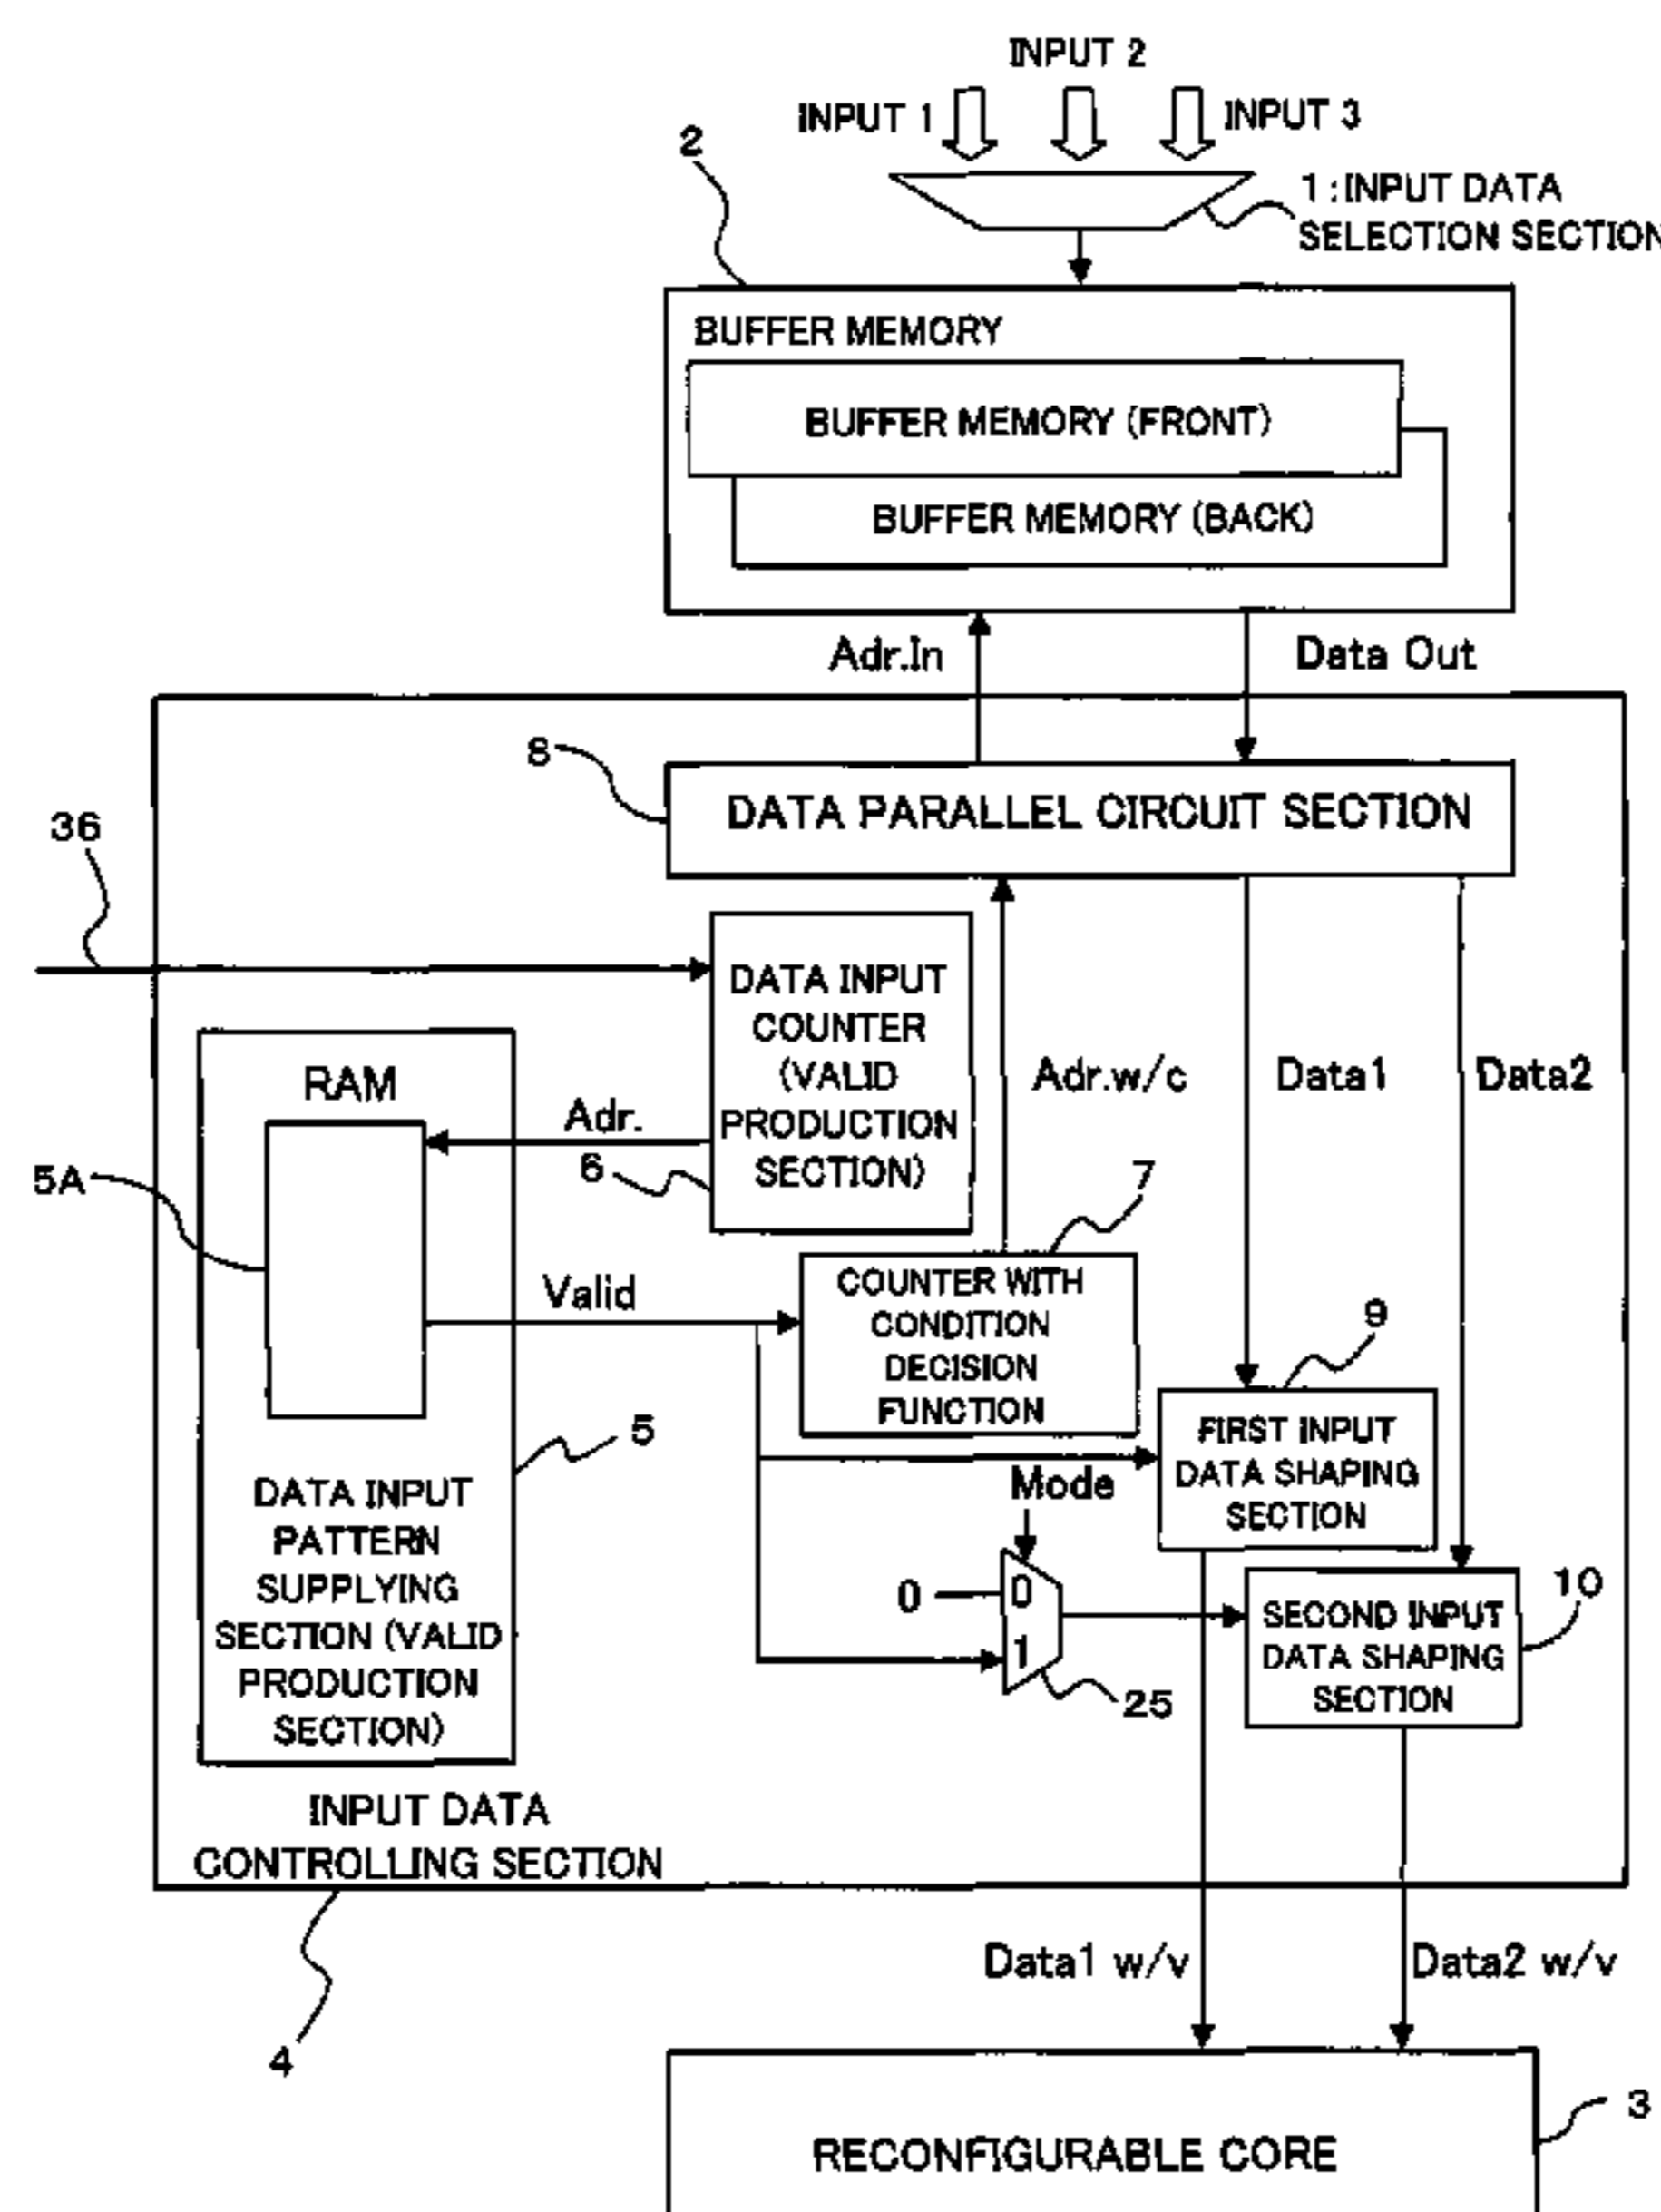 INPUT 2
INPUT 1
INPUT 3
2
1 : INPUT DATA
SELECTION SECTION
BUFFER MEMORY
BUFFER MEMORY (FRONT)
BUFFER MEMORY (BACK)
Adr.In
Data Out
8
DATA PARALLEL CIRCUIT SECTION
36
DATA INPUT
COUNTER
(VALID
PRODUCTION
SECTION)
Adr.w/c
Data1
Data2
RAM
Adr.
6
5A
7
Valid
COUNTER WITH
CONDITION
DECISION
FUNCTION
9
FIRST INPUT
DATA SHAPING
SECTION
5
Mode
DATA INPUT
PATTERN
SUPPLYING
SECTION (VALID
PRODUCTION
SECTION)
0
0
1
25
SECOND INPUT
DATA SHAPING
SECTION
10
INPUT DATA
CONTROLLING SECTION
4
Data1 w/v
Data2 w/v
3
RECONFIGURABLE CORE